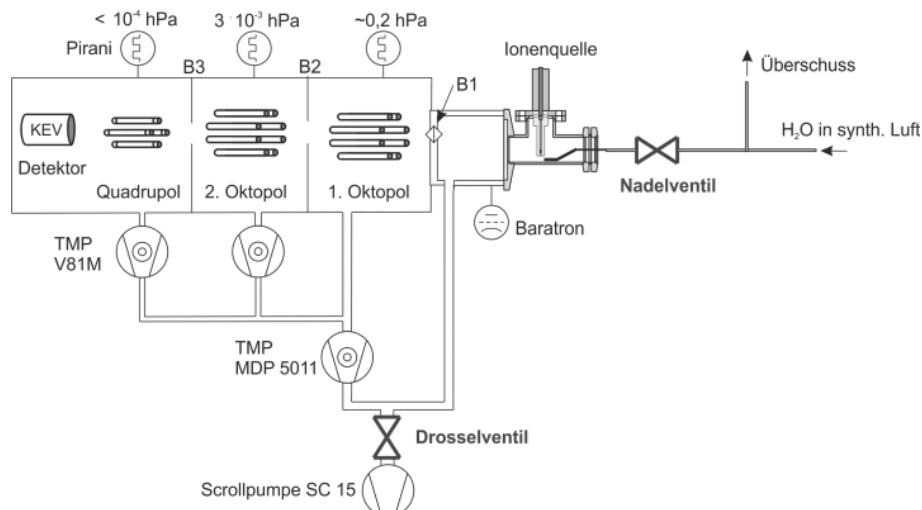 < 10⁻⁴ hPa
3 · 10⁻³ hPa
~0,2 hPa
Pirani
B3
B2
B1
Ionenquelle
Überschuss
H₂O in synth. Luft
Nadelventil
KEV
Detektor
Quadrupol
2. Oktopol
1. Oktopol
Baratron
TMP
V81M
TMP
MDP 5011
Drosselventil
Scrollpumpe SC 15